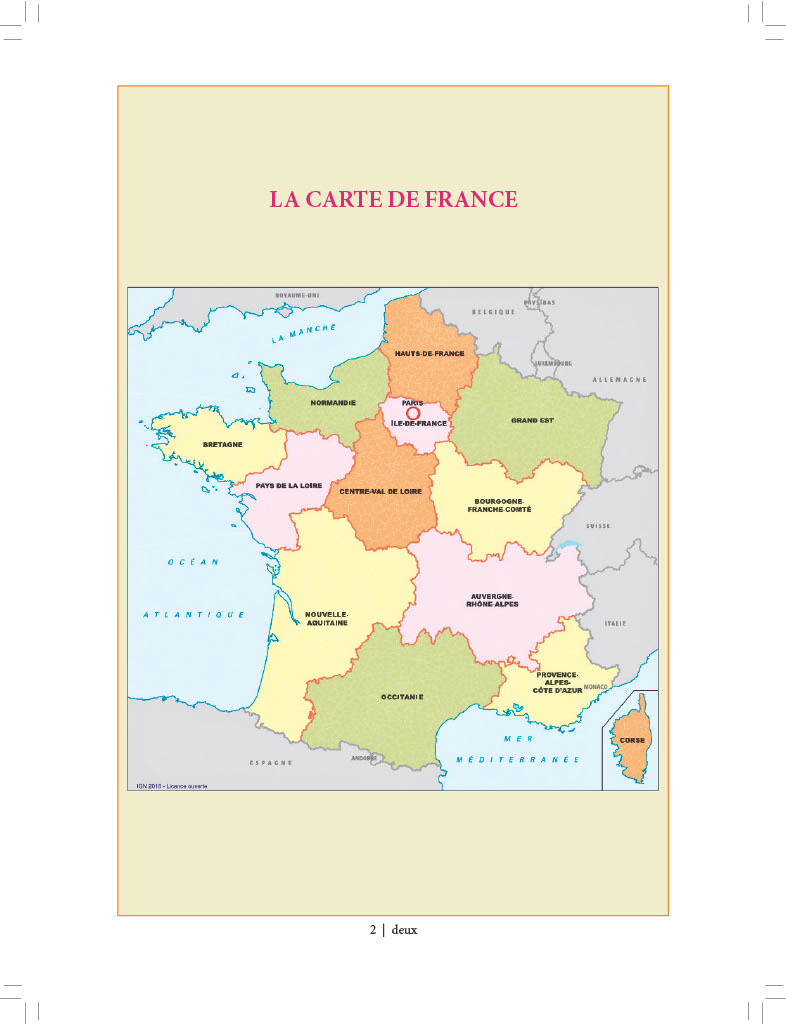 LA CARTE DE FRANCE
ROYAUME-UNI
PAYS-BAS
BELGIQUE
LA MANCHE
HAUTS-DE-FRANCE
LUXEMBOURG
ALLEMAGNE
NORMANDIE
PARIS
ÎLE-DE-FRANCE
GRAND EST
BRETAGNE
PAYS DE LA LOIRE
CENTRE-VAL DE LOIRE
BOURGOGNE-
FRANCHE-COMTÉ
SUISSE
OCÉAN
ATLANTIQUE
AUVERGNE-
RHÔNE-ALPES
NOUVELLE-
AQUITAINE
ITALIE
PROVENCE-
ALPES-
CÔTE D'AZUR
MONACO
OCCITANIE
CORSE
MER
MÉDITERRANÉE
ESPAGNE
ANDORRE
IGN 2015 - Licence ouverte
2 | deux